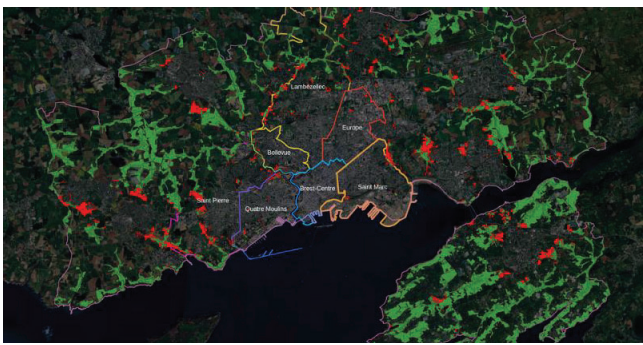 Lambézellec
Europe
Bellevue
Saint Pierre
Quatre Moulins
Brest-Centre
Saint Marc